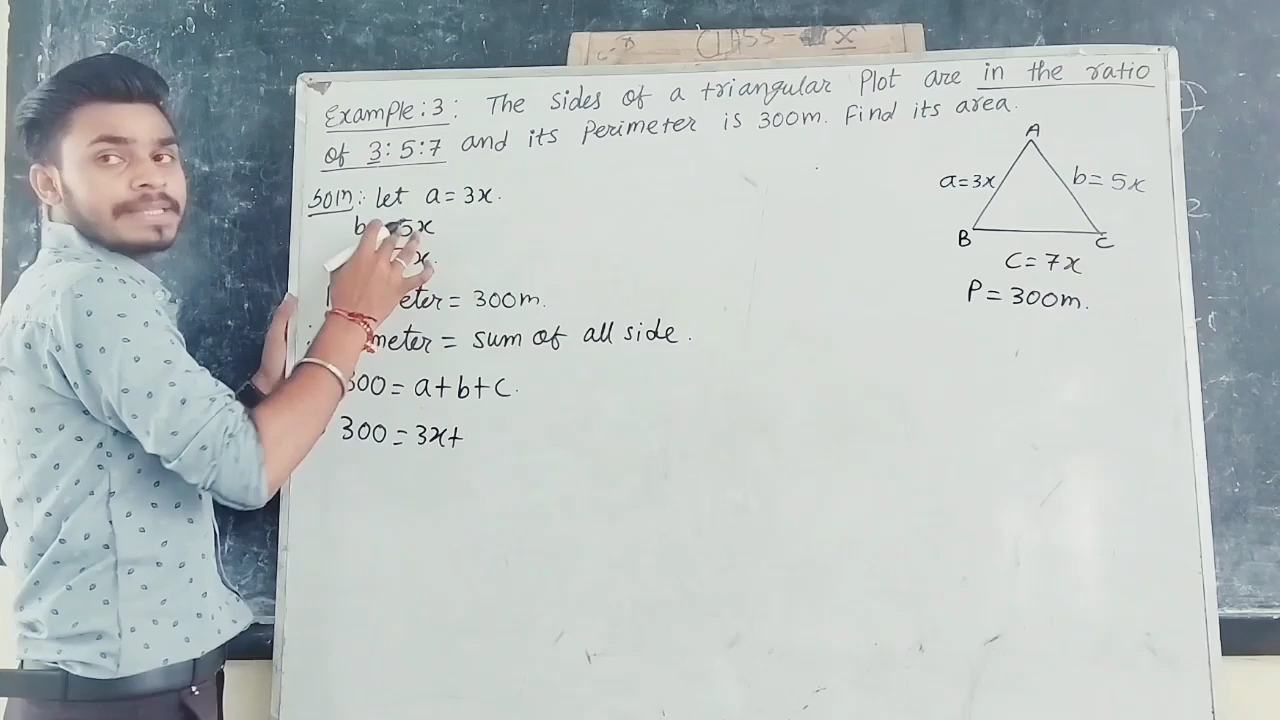 CLASS - X
Example: 3: The sides of a triangular Plot are in the ratio
of 3:5:7 and its perimeter is 300m. Find its area.
Soln: let a = 3x.
b = 5x
x.
eter = 300m.
meter = sum of all side.
300 = a+b+c.
300 = 3x+
A
a=3x
b= 5x
B
C
C= 7x
P = 300m.